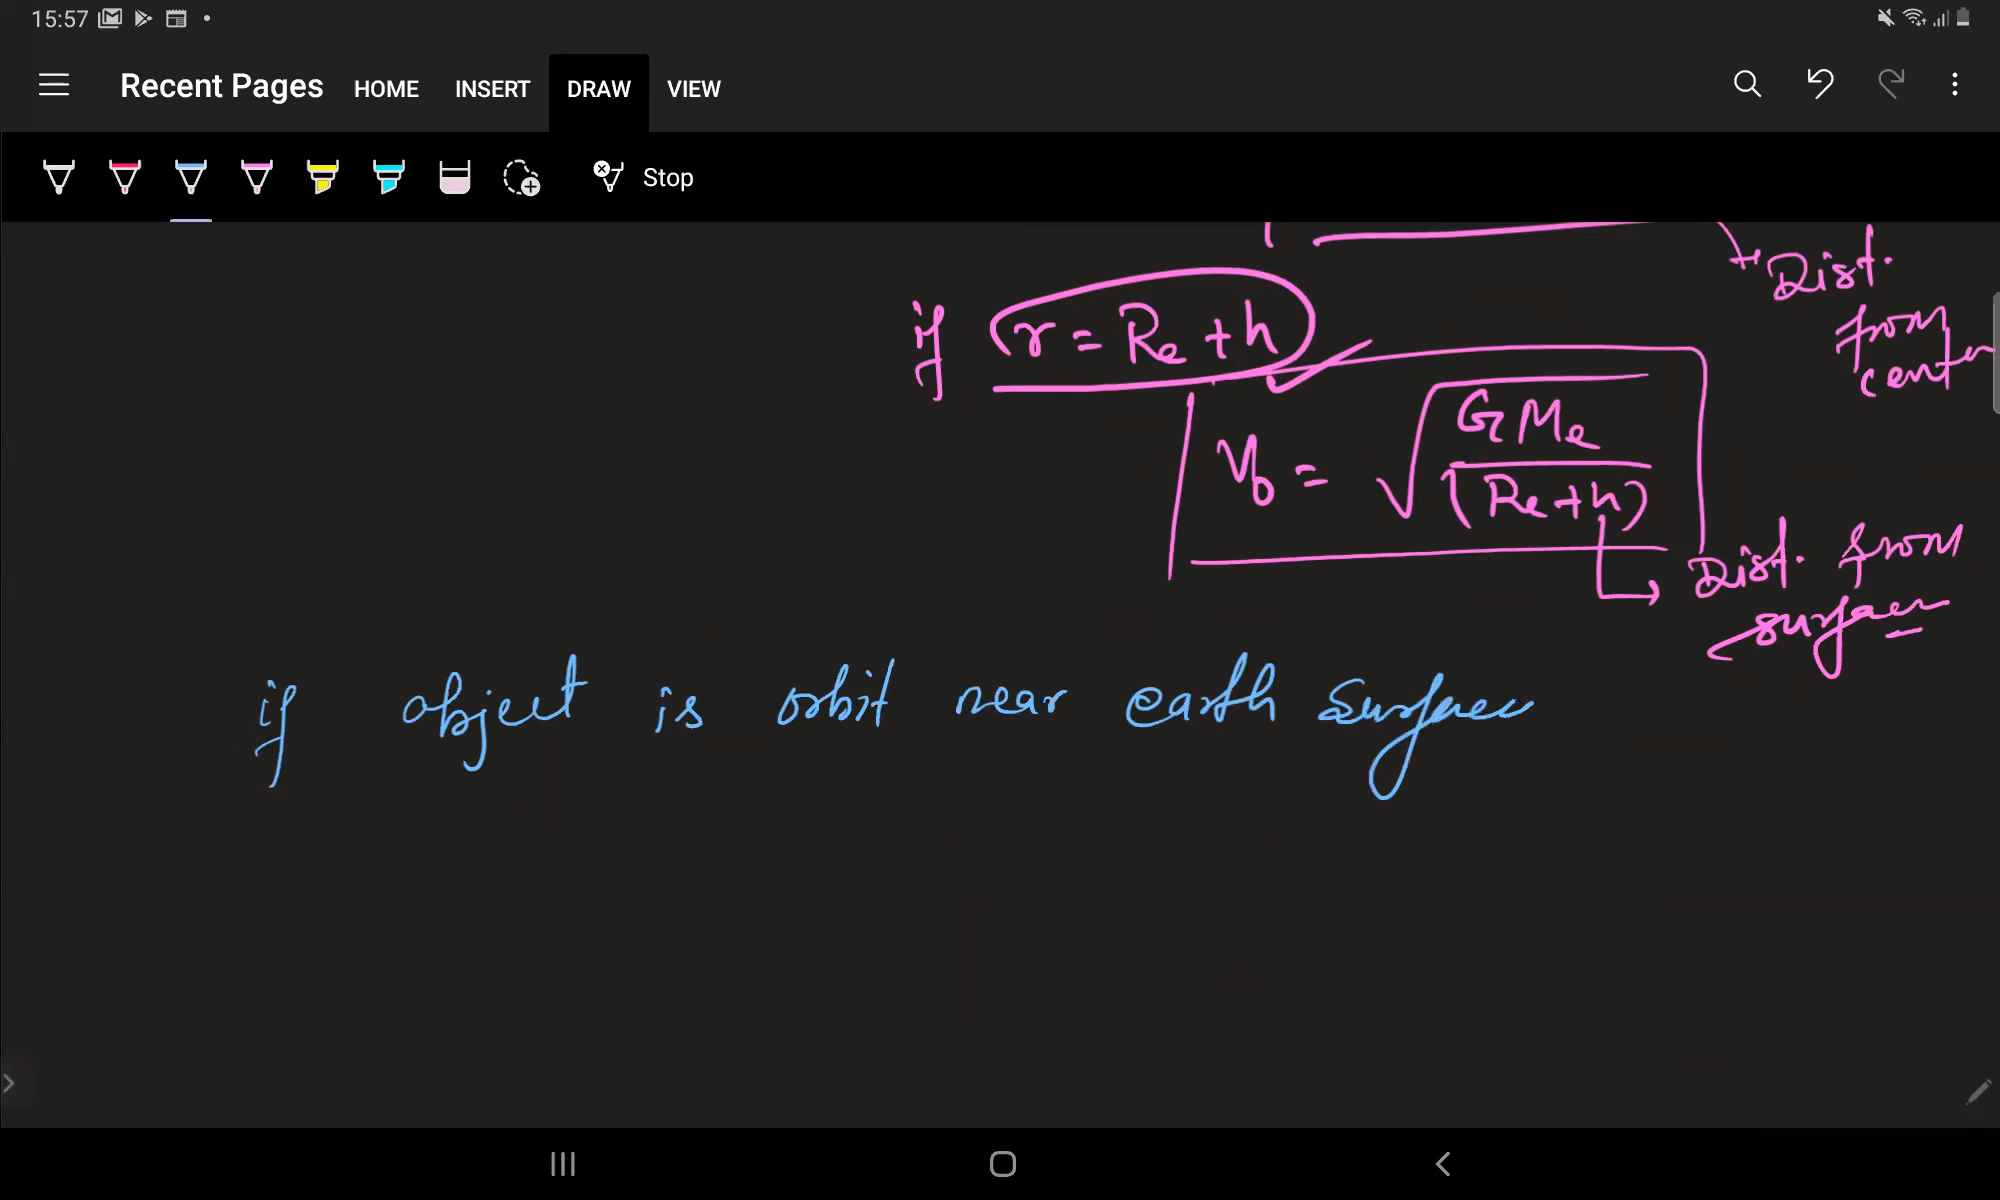 15:57
Recent Pages HOME INSERT DRAW VIEW
Stop
Dist.
from
center
if r = Re + h
Vo = √GMe/(Re+h)
Dist. from
surface
if object is orbit near earth surface